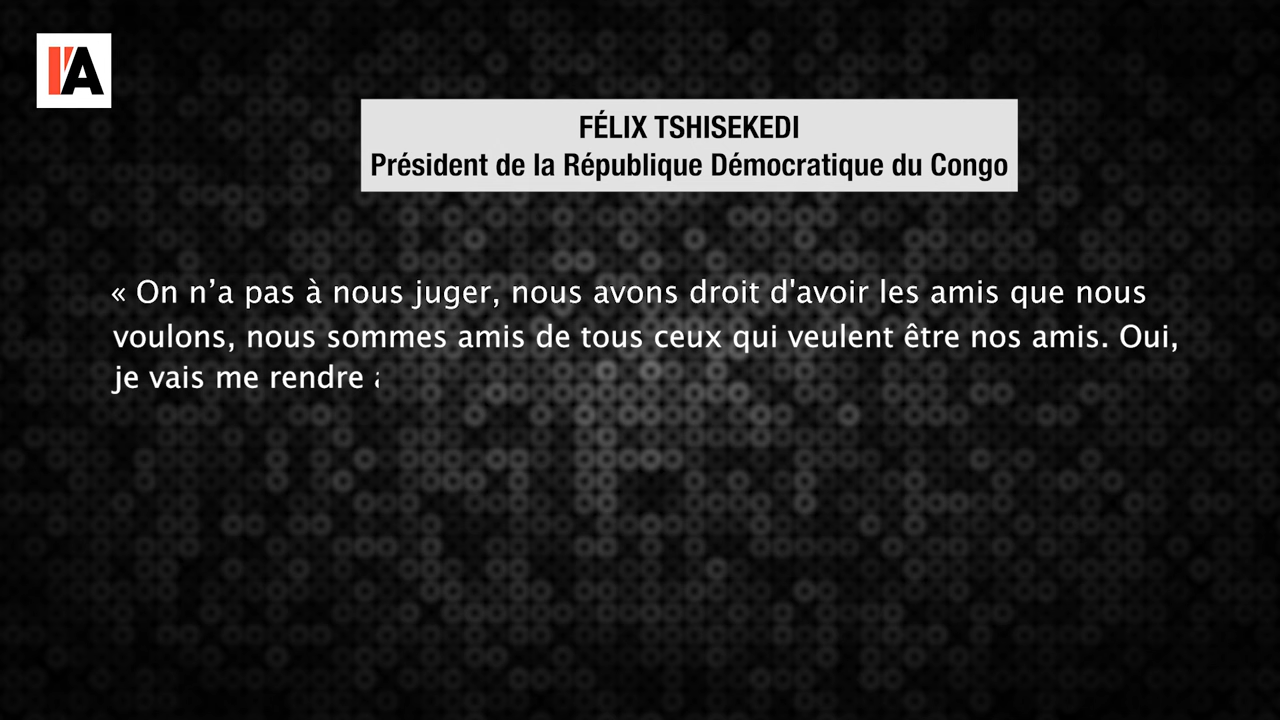 I'A
FÉLIX TSHISEKEDI
Président de la République Démocratique du Congo
« On n’a pas à nous juger, nous avons droit d'avoir les amis que nous
voulons, nous sommes amis de tous ceux qui veulent être nos amis. Oui,
je vais me rendre